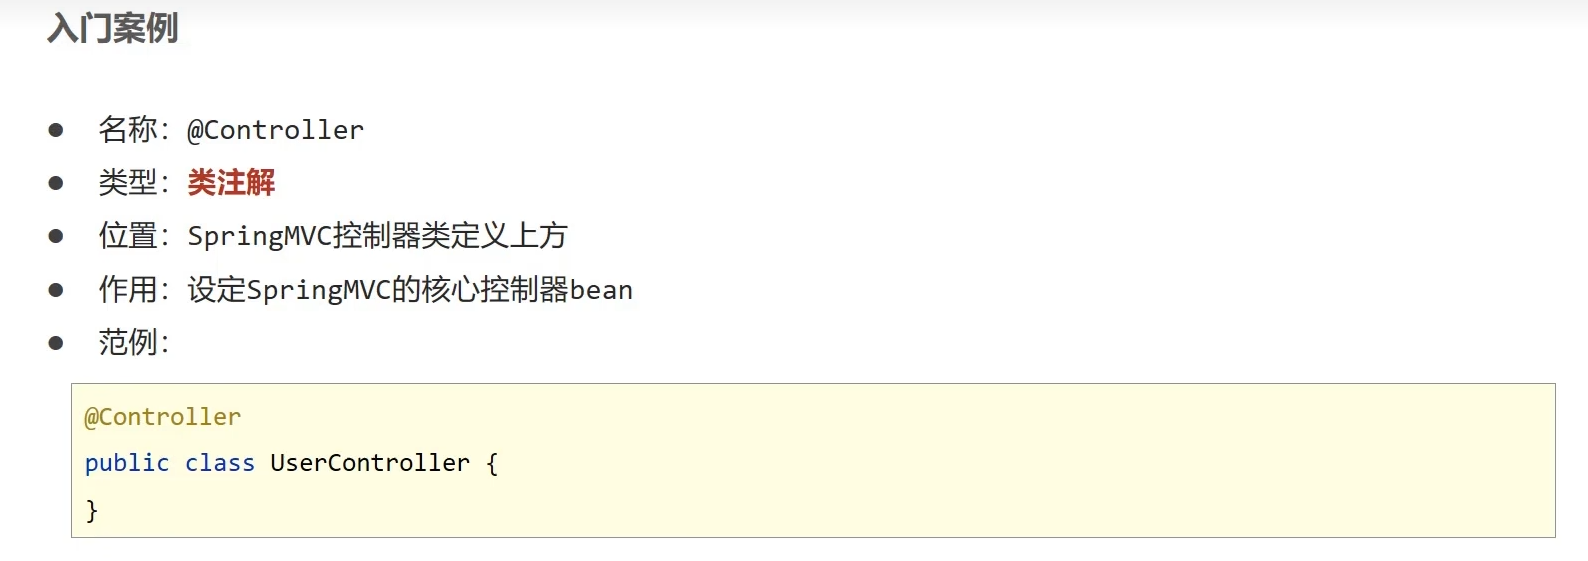 入门案例
● 名称：@Controller
● 类型：类注解
● 位置：SpringMVC控制器类定义上方
● 作用：设定SpringMVC的核心控制器bean
● 范例：
@Controller
public class UserController {
}